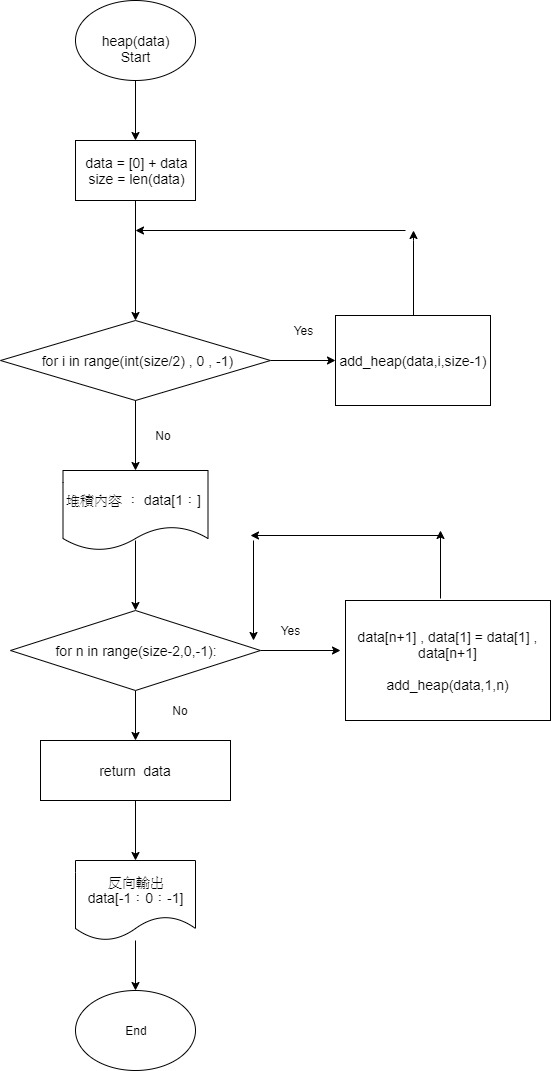 heap(data)
Start
data = [0] + data
size = len(data)
for i in range(int(size/2) , 0 , -1)
Yes
add_heap(data,i,size-1)
No
堆積內容 ： data[1：]
for n in range(size-2,0,-1):
Yes
data[n+1] , data[1] = data[1] ,
data[n+1]
add_heap(data,1,n)
No
return  data
反向輸出
data[-1：0：-1]
End